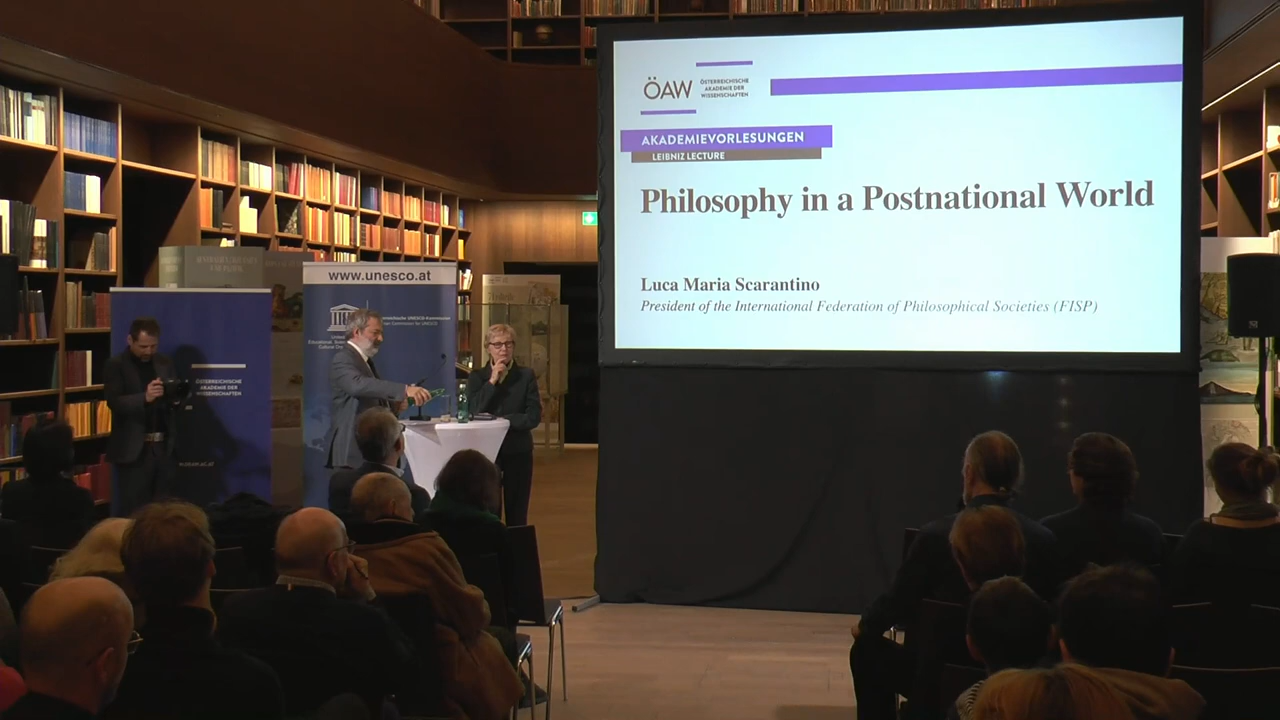 ÖAW
ÖSTERREICHISCHE
AKADEMIE DER
WISSENSCHAFTEN
AKADEMIEVORLESUNGEN
LEIBNIZ LECTURE
Philosophy in a Postnational World
Luca Maria Scarantino
President of the International Federation of Philosophical Societies (FISP)
www.unesco.at
ÖSTERREICHISCHE
AKADEMIE DER
WISSENSCHAFTEN